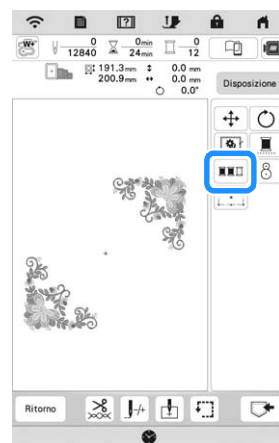 W+ 0 0min 0
12840 24min 12
191.3mm 0.0 mm
200.9mm 0.0 mm
0.0°
Disposizione
Ritorno